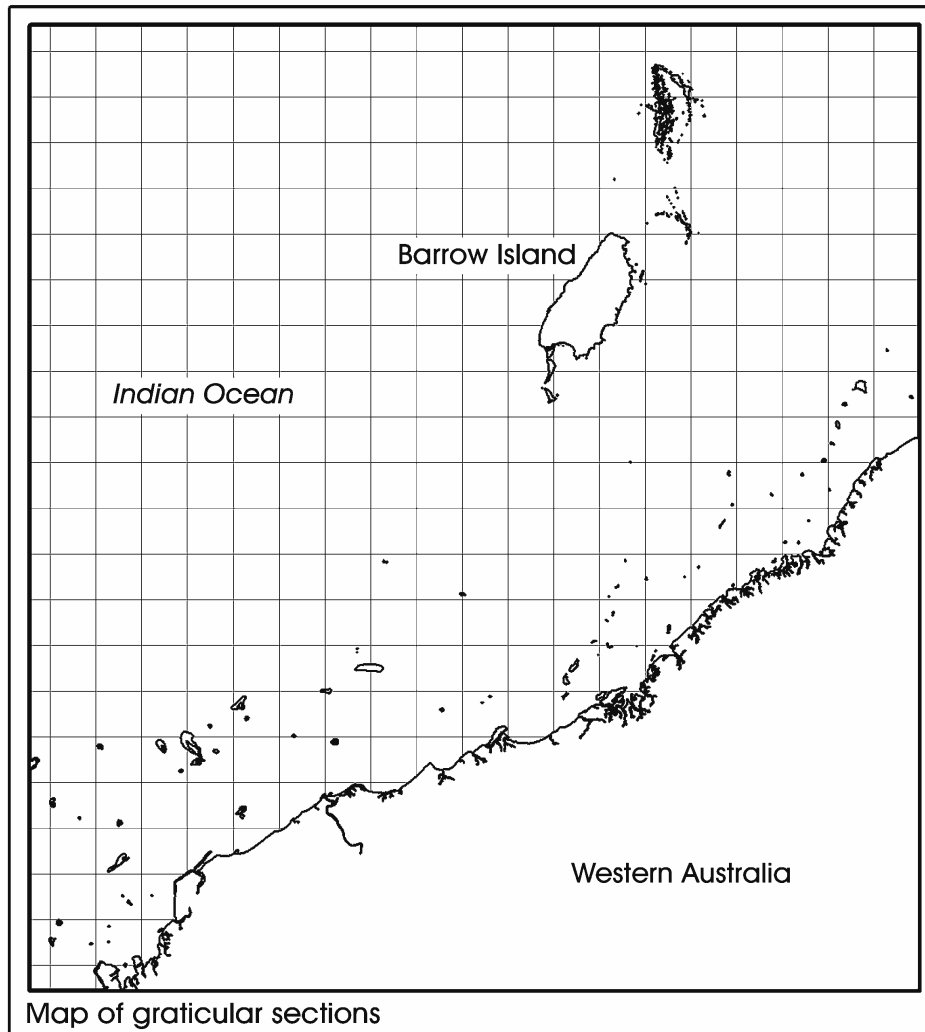 Barrow Island
Indian Ocean
Western Australia
Map of graticular sections